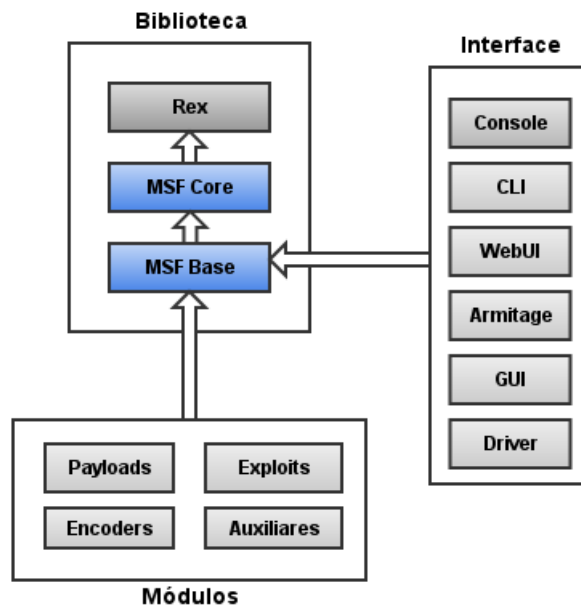 Biblioteca
Rex
MSF Core
MSF Base
Interface
Console
CLI
WebUI
Armitage
GUI
Driver
Payloads
Exploits
Encoders
Auxiliares
Módulos